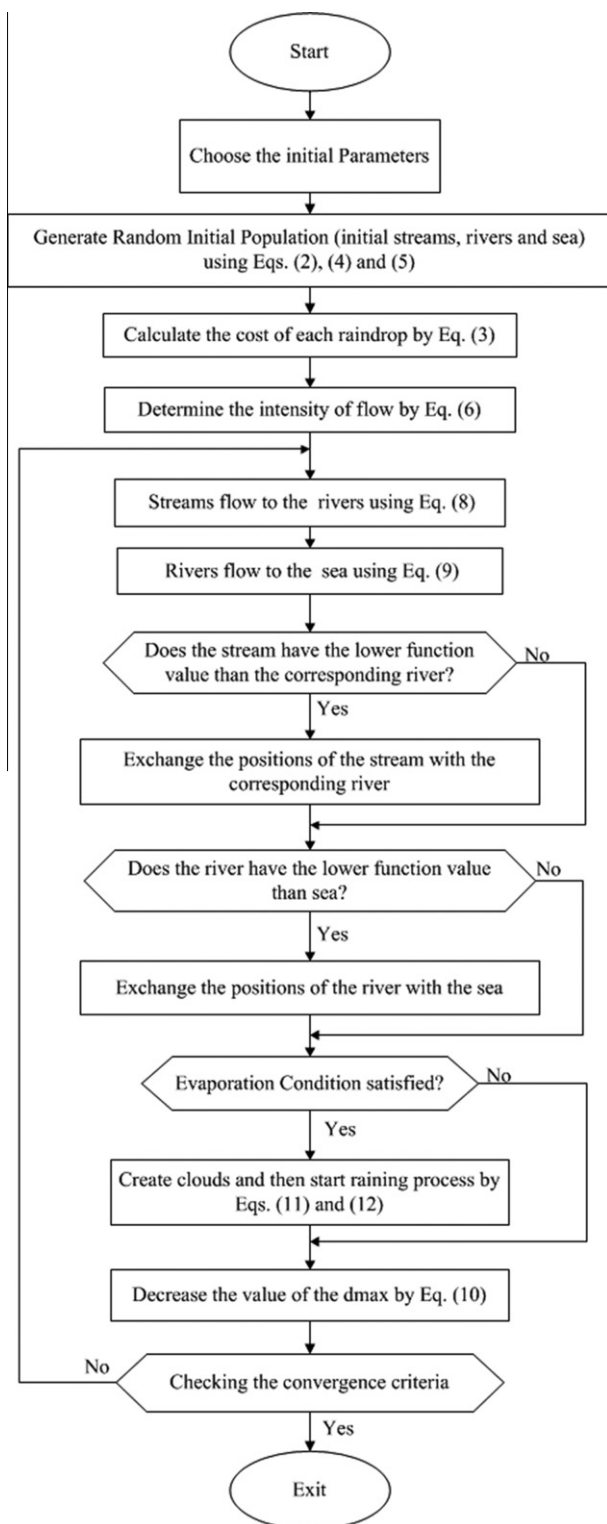 Start
Choose the initial Parameters
Generate Random Initial Population (initial streams, rivers and sea)
using Eqs. (2), (4) and (5)
Calculate the cost of each raindrop by Eq. (3)
Determine the intensity of flow by Eq. (6)
Streams flow to the rivers using Eq. (8)
Rivers flow to the sea using Eq. (9)
Does the stream have the lower function
value than the corresponding river?
No
Yes
Exchange the positions of the stream with the
corresponding river
Does the river have the lower function value
than sea?
No
Yes
Exchange the positions of the river with the sea
Evaporation Condition satisfied?
No
Yes
Create clouds and then start raining process by
Eqs. (11) and (12)
Decrease the value of the dmax by Eq. (10)
No
Checking the convergence criteria
Yes
Exit